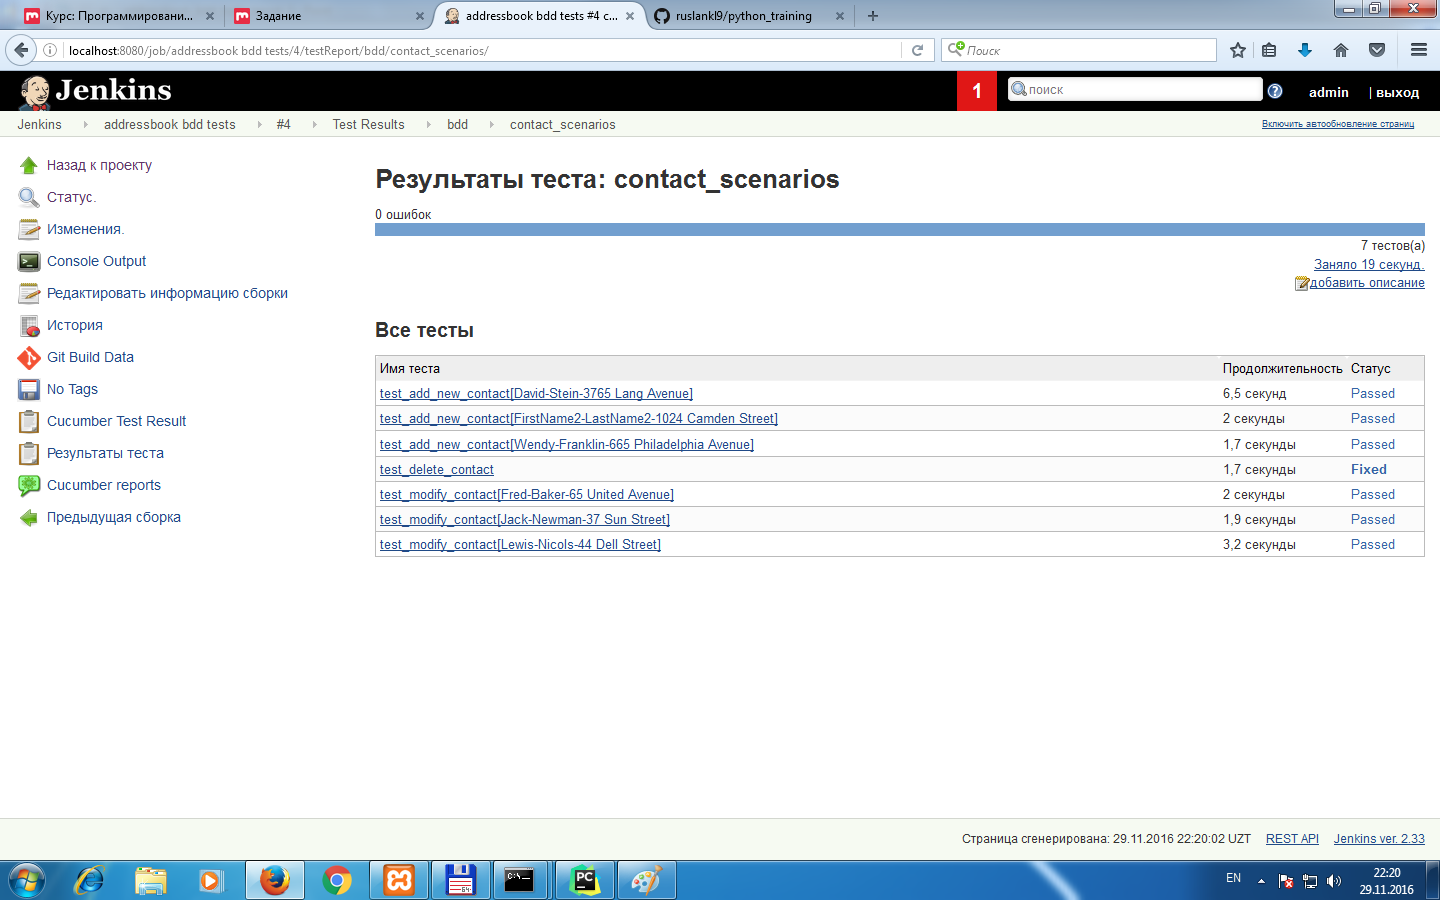 Курс: Программировани...
Задание
addressbook bdd tests #4 c...
ruslankl9/python_training
localhost:8080/job/addressbook bdd tests/4/testReport/bdd/contact_scenarios/
Поиск
Jenkins
1
поиск
admin
| выход
Jenkins
addressbook bdd tests
#4
Test Results
bdd
contact_scenarios
Включить автообновление страниц
Назад к проекту
Статус.
Изменения.
Console Output
Редактировать информацию сборки
История
Git Build Data
No Tags
Cucumber Test Result
Результаты теста
Cucumber reports
Предыдущая сборка
Результаты теста: contact_scenarios
0 ошибок
7 тестов(а)
Заняло 19 секунд.
добавить описание
Все тесты
Имя теста Продолжительность Статус
test_add_new_contact[David-Stein-3765 Lang Avenue] 6,5 секунд Passed
test_add_new_contact[FirstName2-LastName2-1024 Camden Street] 2 секунды Passed
test_add_new_contact[Wendy-Franklin-665 Philadelphia Avenue] 1,7 секунды Passed
test_delete_contact 1,7 секунды Fixed
test_modify_contact[Fred-Baker-65 United Avenue] 2 секунды Passed
test_modify_contact[Jack-Newman-37 Sun Street] 1,9 секунды Passed
test_modify_contact[Lewis-Nicols-44 Dell Street] 3,2 секунды Passed
Страница сгенерирована: 29.11.2016 22:20:02 UZT
REST API
Jenkins ver. 2.33
64
C:\
PC
EN
22:20
29.11.2016